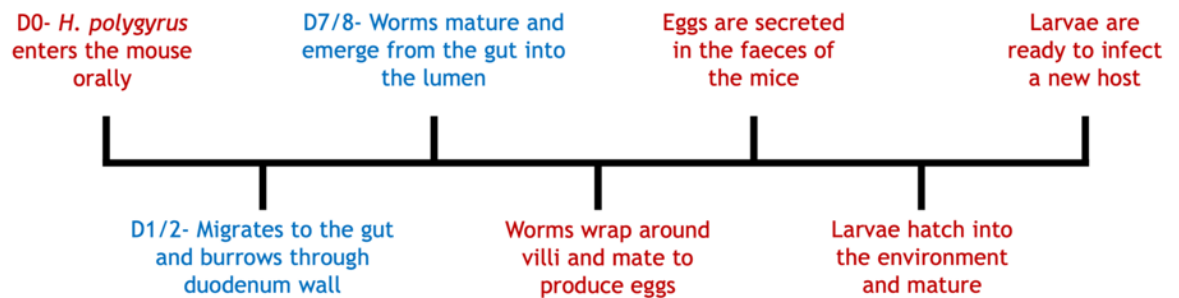 D0- H. polygyrus
enters the mouse
orally
D7/8- Worms mature and
emerge from the gut into
the lumen
Eggs are secreted
in the faeces of
the mice
Larvae are
ready to infect
a new host
D1/2- Migrates to the gut
and burrows through
duodenum wall
Worms wrap around
villi and mate to
produce eggs
Larvae hatch into
the environment
and mature